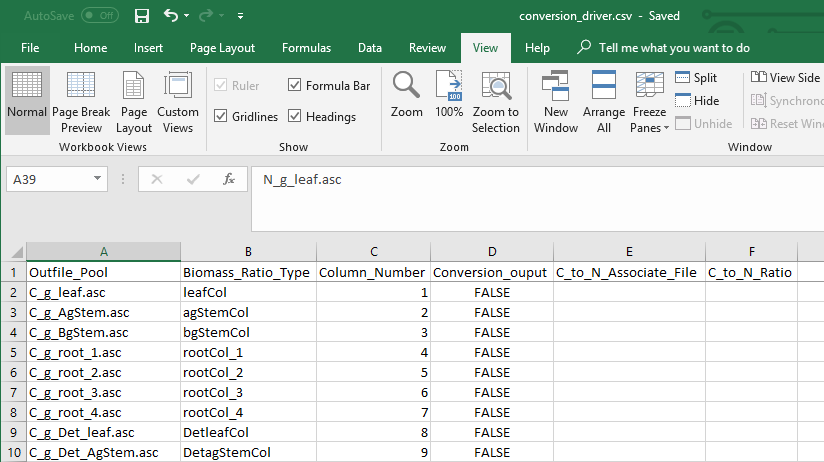 AutoSave Off conversion_driver.csv - Saved
File Home Insert Page Layout Formulas Data Review View Help Tell me what you want to do
Normal Page Break Preview Page Layout Custom Views
Workbook Views
Ruler Formula Bar
Gridlines Headings
Show
Zoom 100% Zoom to Selection
100
Zoom
New Window Arrange All Freeze Panes
Split
Hide
Unhide
View Side
Synchrono
Reset Win
Window
A39 fx N_g_leaf.asc
A B C D E F
1 Outfile_Pool Biomass_Ratio_Type Column_Number Conversion_ouput C_to_N_Associate_File C_to_N_Ratio
2 C_g_leaf.asc leafCol 1 FALSE
3 C_g_AgStem.asc agStemCol 2 FALSE
4 C_g_BgStem.asc bgStemCol 3 FALSE
5 C_g_root_1.asc rootCol_1 4 FALSE
6 C_g_root_2.asc rootCol_2 5 FALSE
7 C_g_root_3.asc rootCol_3 6 FALSE
8 C_g_root_4.asc rootCol_4 7 FALSE
9 C_g_Det_leaf.asc DetleafCol 8 FALSE
10 C_g_Det_AgStem.asc DetagStemCol 9 FALSE